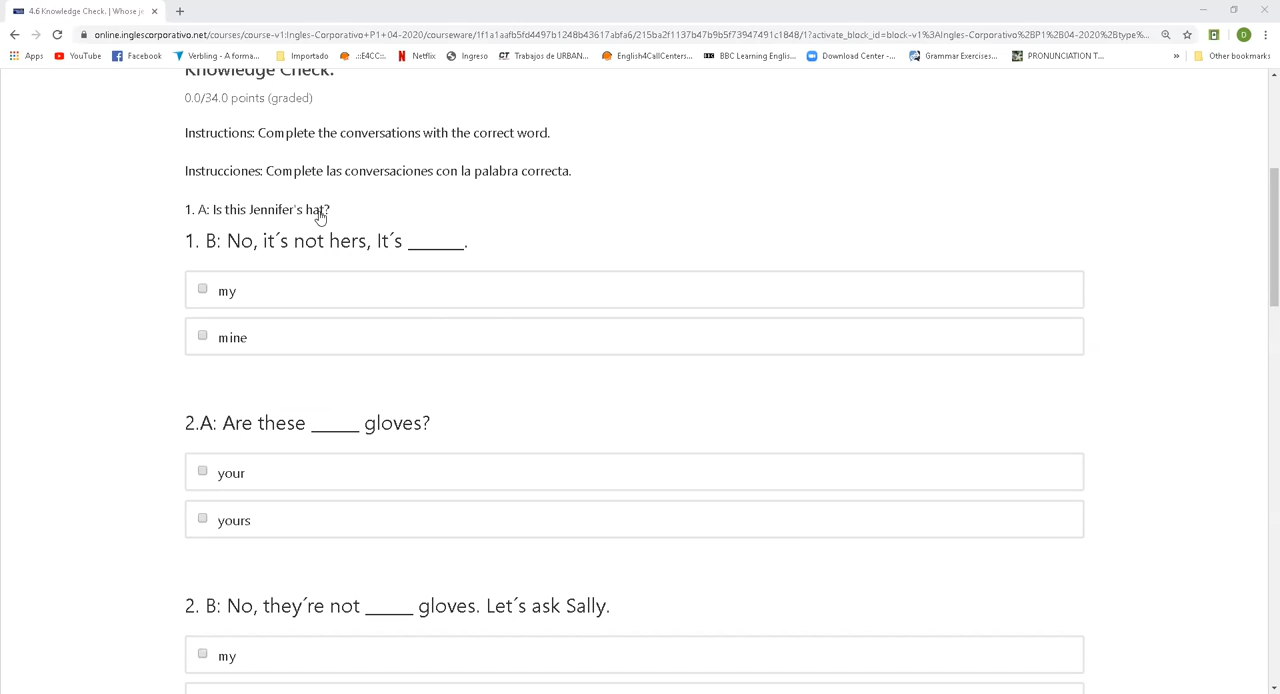 4.6 Knowledge Check. | Whose je
online.inglescorporativo.net/courses/course-v1:Ingles-Corporativo+P1+04-2020/courseware/1f1a1aafb5fd4497b1248b43617abfa6/215ba2f1137b47b9b5f73947491c1848/1?activate_block_id=block-v1%3AIngles-Corporativo%2BP1%2B04-2020%2Btype%...
D
Apps YouTube Facebook Verbling - A forma... Importado .::E4CC::. Netflix Ingreso CT Trabajos de URBAN... English4CallCenters... BBC Learning Englis... Download Center -... Grammar Exercises... PRONUNCIATION T... » Other bookmarks
Knowledge Check.
0.0/34.0 points (graded)
Instructions: Complete the conversations with the correct word.
Instrucciones: Complete las conversaciones con la palabra correcta.
1. A: Is this Jennifer's hat?
1. B: No, it´s not hers, It´s ______.
my
mine
2.A: Are these _____ gloves?
your
yours
2. B: No, they´re not _____ gloves. Let´s ask Sally.
my